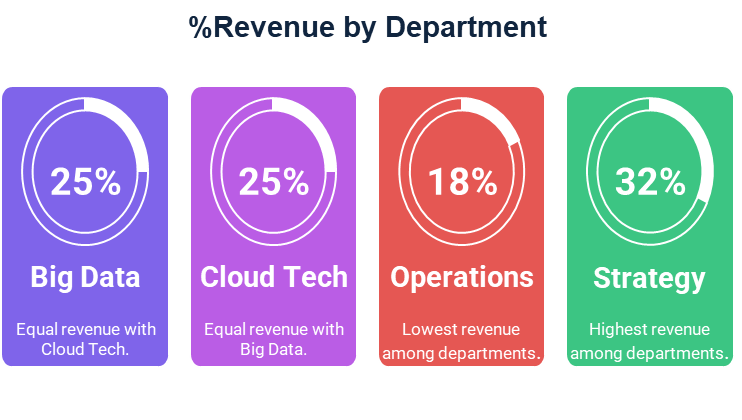 %Revenue by Department
25%
Big Data
Equal revenue with
Cloud Tech.
25%
Cloud Tech
Equal revenue with
Big Data.
18%
Operations
Lowest revenue
among departments.
32%
Strategy
Highest revenue
among departments.